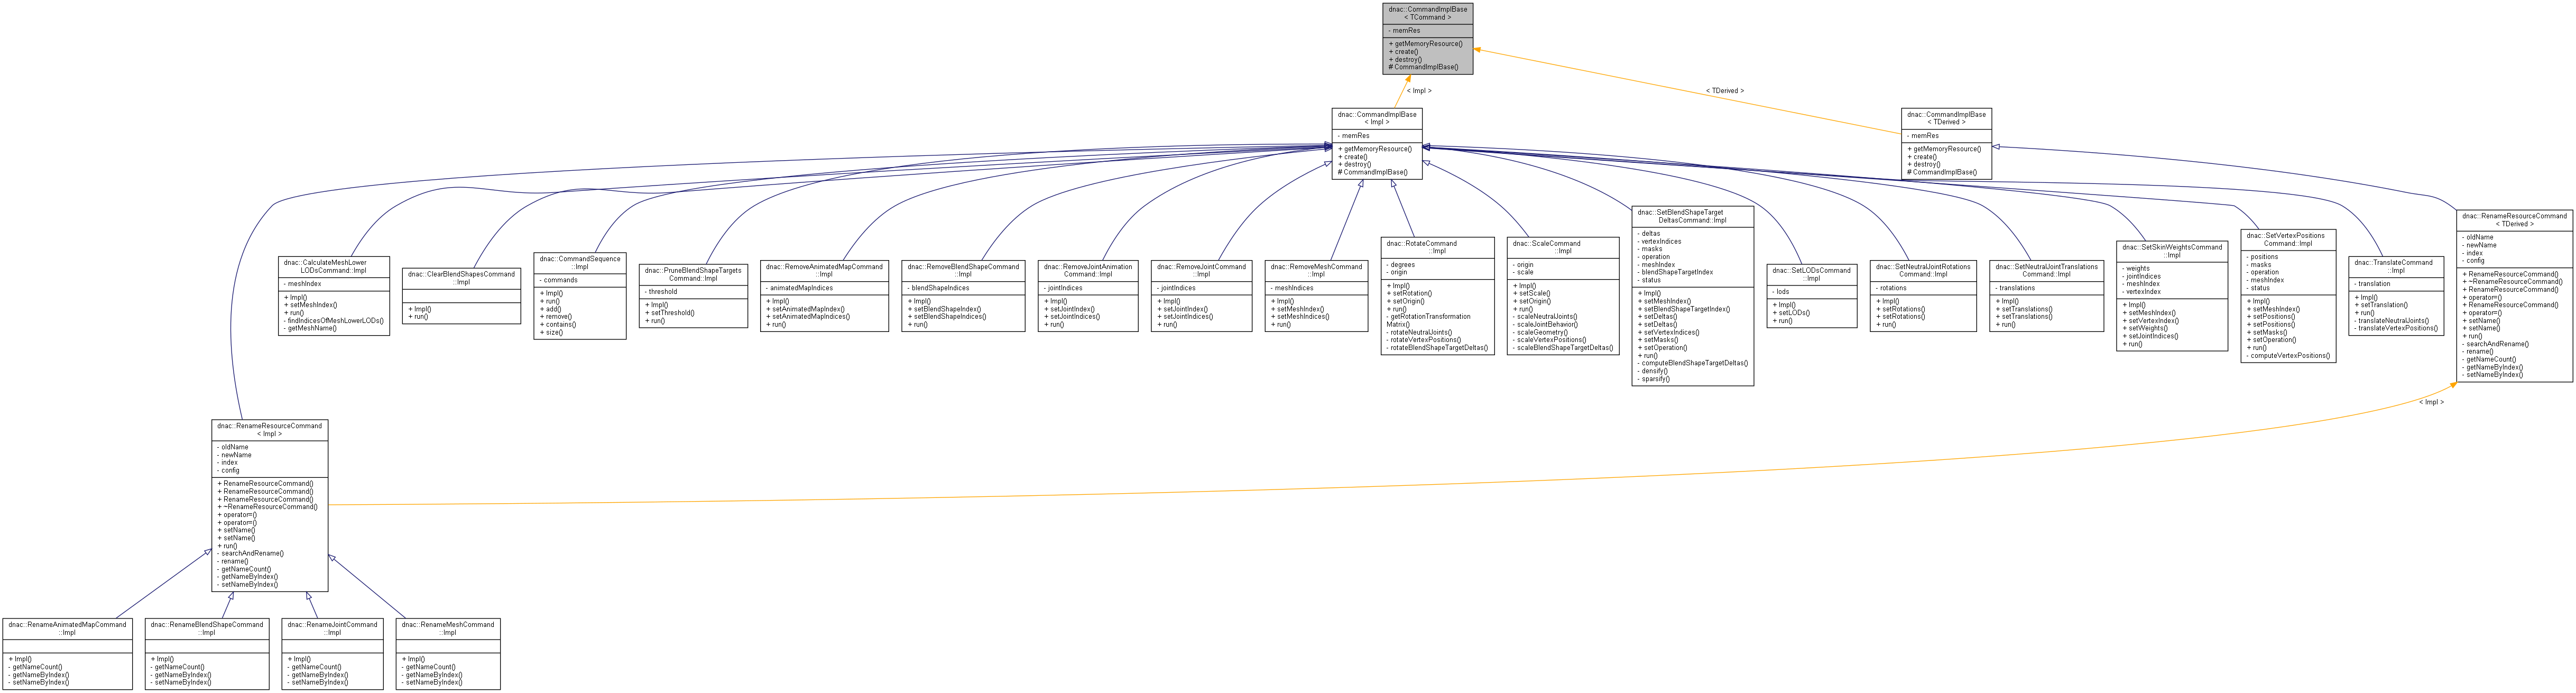 dnac::CommandImplBase
< TCommand >
- memRes
+ getMemoryResource()
+ create()
+ destroy()
# CommandImplBase()
< Impl >
< TDerived >
dnac::CommandImplBase
< Impl >
- memRes
+ getMemoryResource()
+ create()
+ destroy()
# CommandImplBase()
dnac::CommandImplBase
< TDerived >
- memRes
+ getMemoryResource()
+ create()
+ destroy()
# CommandImplBase()
dnac::CalculateMeshLower
LODsCommand::Impl
- meshIndex
+ Impl()
+ setMeshIndex()
+ run()
- findIndicesOfMeshLowerLODs()
- getMeshName()
dnac::ClearBlendShapesCommand
::Impl
+ Impl()
+ run()
dnac::CommandSequence
::Impl
- commands
+ Impl()
+ run()
+ add()
+ remove()
+ contains()
+ size()
dnac::PruneBlendShapeTargets
Command::Impl
- threshold
+ Impl()
+ setThreshold()
+ run()
dnac::RemoveAnimatedMapCommand
::Impl
- animatedMapIndices
+ Impl()
+ setAnimatedMapIndex()
+ setAnimatedMapIndices()
+ run()
dnac::RemoveBlendShapeCommand
::Impl
- blendShapeIndices
+ Impl()
+ setBlendShapeIndex()
+ setBlendShapeIndices()
+ run()
dnac::RemoveJointAnimation
Command::Impl
- jointIndices
+ Impl()
+ setJointIndex()
+ setJointIndices()
+ run()
dnac::RemoveJointCommand
::Impl
- jointIndices
+ Impl()
+ setJointIndex()
+ setJointIndices()
+ run()
dnac::RemoveMeshCommand
::Impl
- meshIndices
+ Impl()
+ setMeshIndex()
+ setMeshIndices()
+ run()
dnac::RotateCommand
::Impl
- degrees
- origin
+ Impl()
+ setRotation()
+ setOrigin()
+ run()
- getRotationTransformation
Matrix()
- rotateNeutralJoints()
- rotateVertexPositions()
- rotateBlendShapeTargetDeltas()
dnac::ScaleCommand
::Impl
- origin
- scale
+ Impl()
+ setScale()
+ setOrigin()
+ run()
- scaleNeutralJoints()
- scaleJointBehavior()
- scaleGeometry()
- scaleVertexPositions()
- scaleBlendShapeTargetDeltas()
dnac::SetBlendShapeTarget
DeltasCommand::Impl
- deltas
- vertexIndices
- masks
- operation
- meshIndex
- blendShapeTargetIndex
- status
+ Impl()
+ setMeshIndex()
+ setBlendShapeTargetIndex()
+ setDeltas()
+ setDeltas()
+ setVertexIndices()
+ setMasks()
+ setOperation()
+ run()
- computeBlendShapeTargetDeltas()
- densify()
- sparsify()
dnac::SetLODsCommand
::Impl
- lods
+ Impl()
+ setLODs()
+ run()
dnac::SetNeutralJointRotations
Command::Impl
- rotations
+ Impl()
+ setRotations()
+ setRotations()
+ run()
dnac::SetNeutralJointTranslations
Command::Impl
- translations
+ Impl()
+ setTranslations()
+ setTranslations()
+ run()
dnac::SetSkinWeightsCommand
::Impl
- weights
- jointIndices
- meshIndex
- vertexIndex
+ Impl()
+ setMeshIndex()
+ setVertexIndex()
+ setWeights()
+ setJointIndices()
+ run()
dnac::SetVertexPositions
Command::Impl
- positions
- masks
- operation
- meshIndex
- status
+ Impl()
+ setMeshIndex()
+ setPositions()
+ setPositions()
+ setMasks()
+ setOperation()
+ run()
- computeVertexPositions()
dnac::TranslateCommand
::Impl
- translation
+ Impl()
+ setTranslation()
+ run()
- translateNeutralJoints()
- translateVertexPositions()
dnac::RenameResourceCommand
< TDerived >
- oldName
- newName
- index
- config
+ RenameResourceCommand()
+ ~RenameResourceCommand()
+ RenameResourceCommand()
+ operator=()
+ RenameResourceCommand()
+ operator=()
+ setName()
+ setName()
+ run()
- searchAndRename()
- rename()
- getNameCount()
- getNameByIndex()
- setNameByIndex()
< Impl >
dnac::RenameResourceCommand
< Impl >
- oldName
- newName
- index
- config
+ RenameResourceCommand()
+ RenameResourceCommand()
+ RenameResourceCommand()
+ ~RenameResourceCommand()
+ operator=()
+ operator=()
+ setName()
+ setName()
+ run()
- searchAndRename()
- rename()
- getNameCount()
- getNameByIndex()
- setNameByIndex()
dnac::RenameAnimatedMapCommand
::Impl
+ Impl()
- getNameCount()
- getNameByIndex()
- setNameByIndex()
dnac::RenameBlendShapeCommand
::Impl
+ Impl()
- getNameCount()
- getNameByIndex()
- setNameByIndex()
dnac::RenameJointCommand
::Impl
+ Impl()
- getNameCount()
- getNameByIndex()
- setNameByIndex()
dnac::RenameMeshCommand
::Impl
+ Impl()
- getNameCount()
- getNameByIndex()
- setNameByIndex()